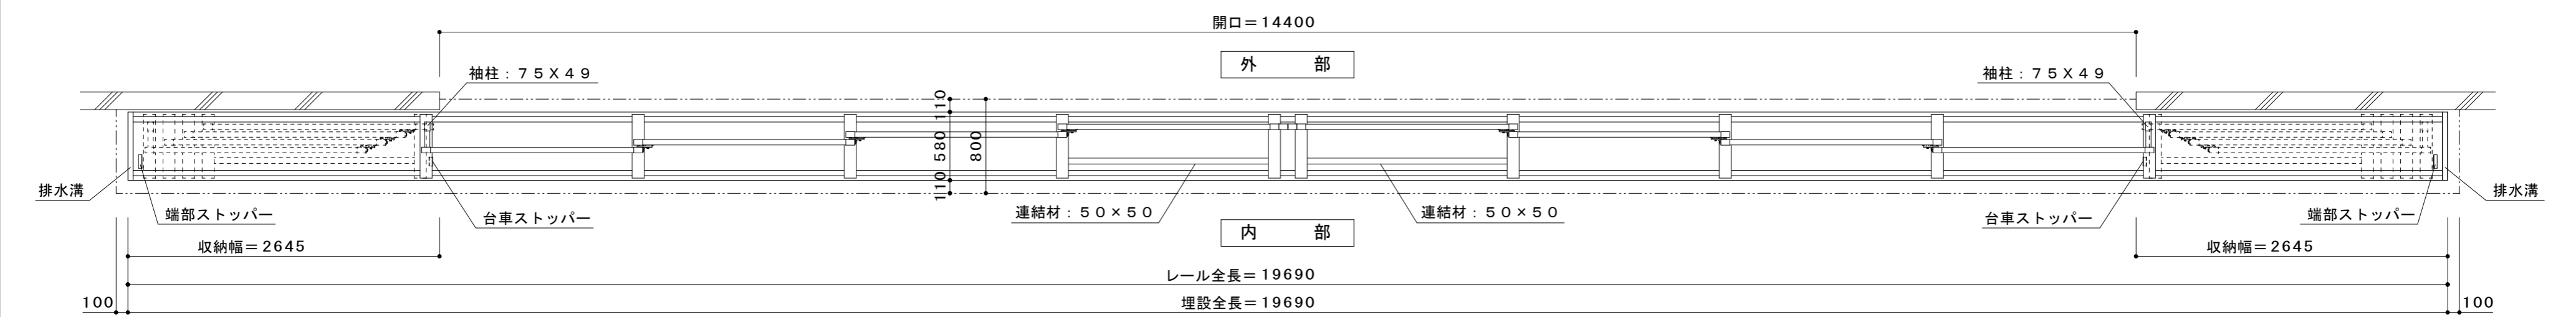 開口＝14400
外　部
袖柱：７５Ｘ４９
袖柱：７５Ｘ４９
110
580
110
800
排水溝
排水溝
端部ストッパー
台車ストッパー
連結材：５０×５０
連結材：５０×５０
台車ストッパー
端部ストッパー
内　部
収納幅＝2645
収納幅＝2645
レール全長＝19690
100
埋設全長＝19690
100